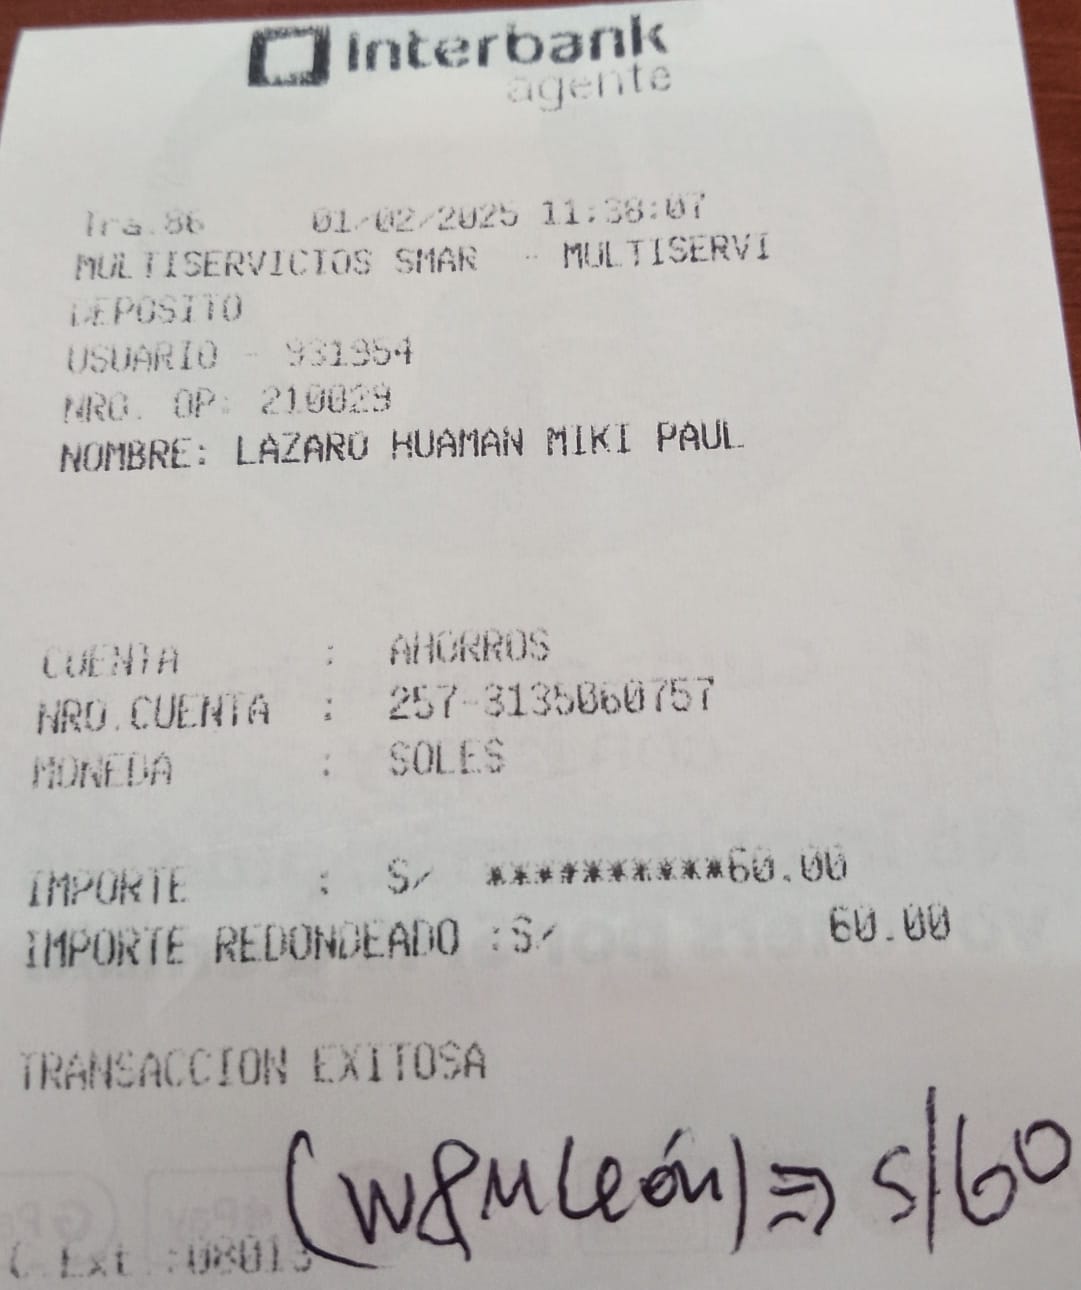 Interbank
agente
Tra.86 01/02/2025 11:38:07
MULTISERVICIOS SMAR - MULTISERVI
DEPOSITO
USUARIO - 931954
NRO. OP: 210029
NOMBRE: LAZARO HUAMAN MIKI PAUL
CUENTA : AHORROS
NRO.CUENTA : 257-3135060757
MONEDA : SOLES
IMPORTE : S/ **********60.00
IMPORTE REDONDEADO :S/ 60.00
TRANSACCION EXITOSA
(W&M León) => S/60
C.Ext :08013